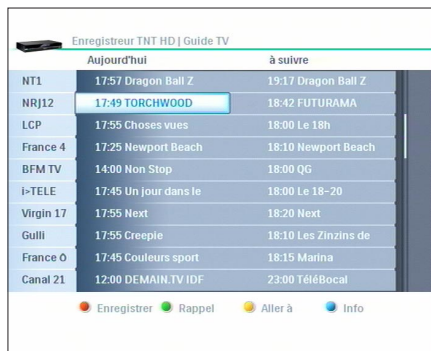 Enregistreur TNT HD | Guide TV
Aujourd'hui à suivre
NT1 17:57 Dragon Ball Z 19:17 Dragon Ball Z
NRJ12 17:49 TORCHWOOD 18:42 FUTURAMA
LCP 17:55 Choses vues 18:00 Le 18h
France 4 17:25 Newport Beach 18:10 Newport Beach
BFM TV 14:00 Non Stop 18:00 QG
i>TELE 17:45 Un jour dans le 18:00 Le 18-20
Virgin 17 17:55 Next 18:20 Next
Gulli 17:55 Creepie 18:10 Les Zinzins de
France Ô 17:45 Couleurs sport 18:15 Marina
Canal 21 12:00 DEMAIN.TV IDF 23:00 TéléBocal
Enregistrer Rappel Aller à Info